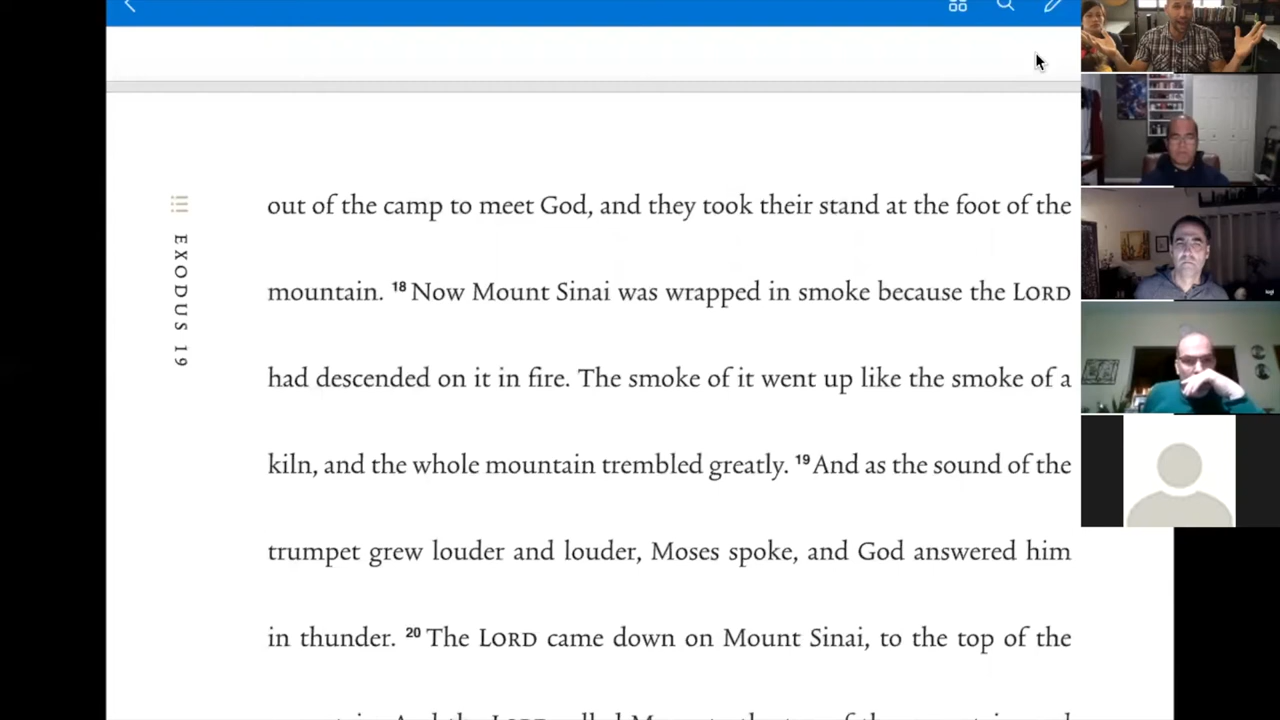 out of the camp to meet God, and they took their stand at the foot of the
EXODUS 19
mountain. 18 Now Mount Sinai was wrapped in smoke because the LORD
had descended on it in fire. The smoke of it went up like the smoke of a
kiln, and the whole mountain trembled greatly. 19 And as the sound of the
trumpet grew louder and louder, Moses spoke, and God answered him
in thunder. 20 The LORD came down on Mount Sinai, to the top of the